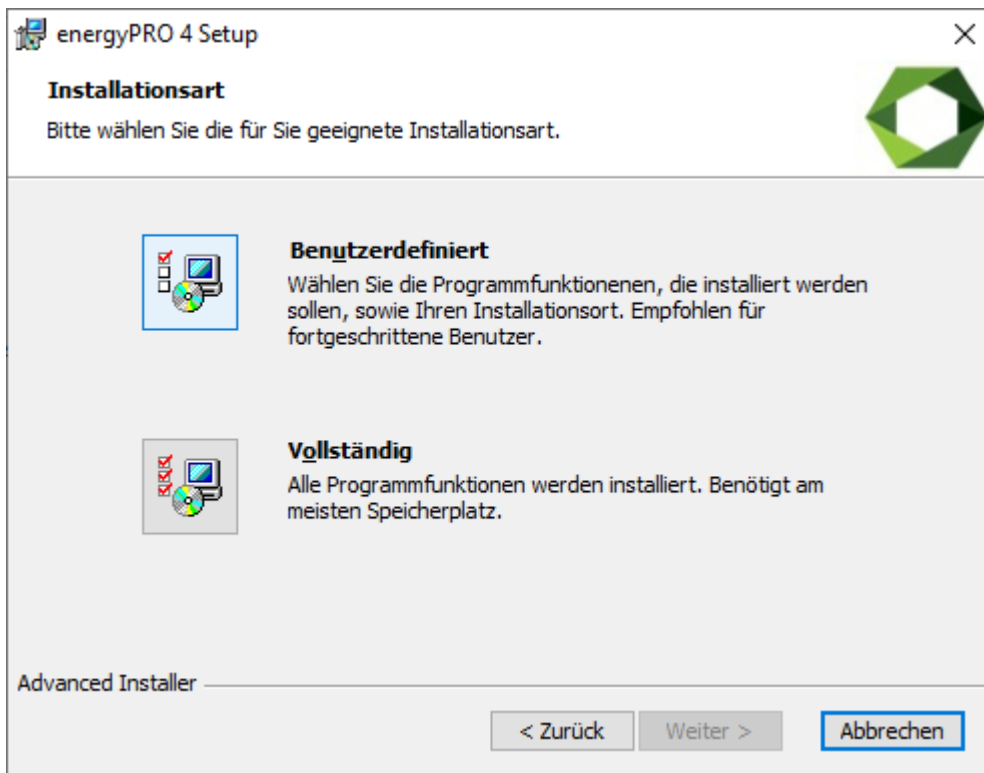 energyPRO 4 Setup
Installationsart
Bitte wählen Sie die für Sie geeignete Installationsart.
Benutzerdefiniert
Wählen Sie die Programmfunktionenen, die installiert werden
sollen, sowie Ihren Installationsort. Empfohlen für
fortgeschrittene Benutzer.
Vollständig
Alle Programmfunktionen werden installiert. Benötigt am
meisten Speicherplatz.
Advanced Installer
< Zurück
Weiter >
Abbrechen